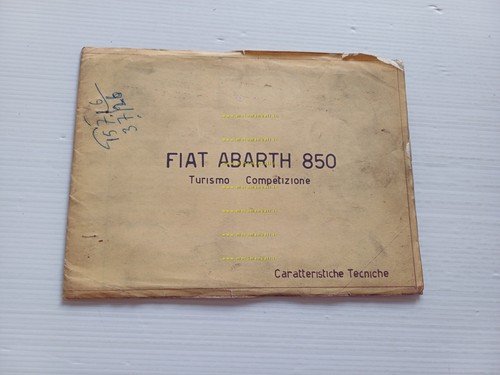 FIAT ABARTH 850
Turismo Competizione
Caratteristiche Tecniche